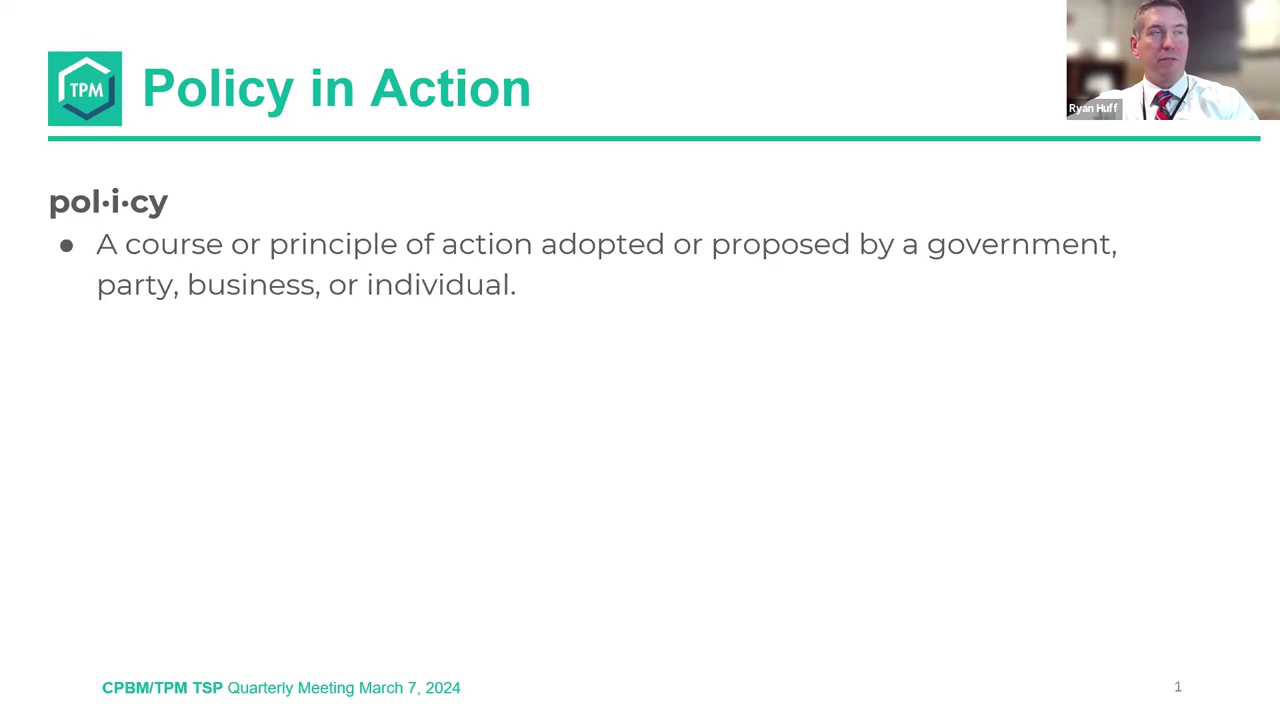 TPM
Policy in Action
Ryan Huff
pol·i·cy
● A course or principle of action adopted or proposed by a government,
party, business, or individual.
CPBM/TPM TSP Quarterly Meeting March 7, 2024
1